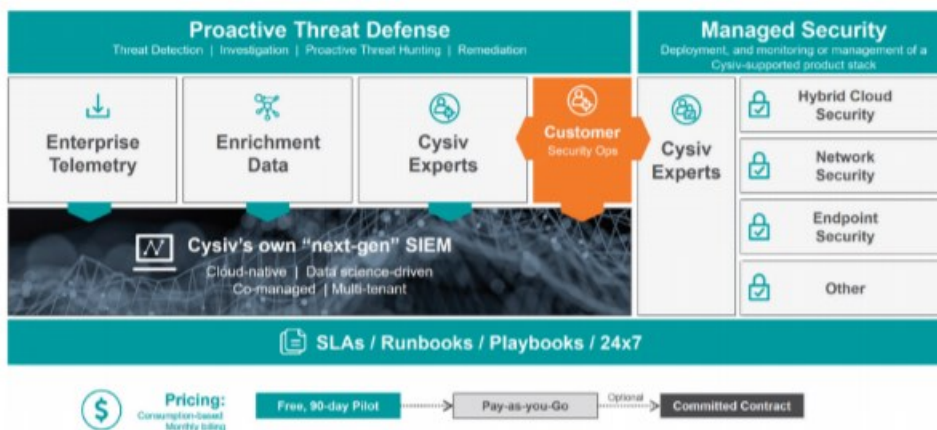 Proactive Threat Defense
Threat Detection | Investigation | Proactive Threat Hunting | Remediation
Managed Security
Deployment, and monitoring or management of a
Cysiv-supported product stack
Enterprise
Telemetry
Enrichment
Data
Cysiv
Experts
Customer
Security Ops
Cysiv
Experts
Hybrid Cloud
Security
Network
Security
Endpoint
Security
Other
Cysiv's own “next-gen” SIEM
Cloud-native | Data science-driven
Co-managed | Multi-tenant
SLAs / Runbooks / Playbooks / 24x7
Pricing:
Consumption-based
Monthly billing
Free, 90-day Pilot
Pay-as-you-Go
Optional
Committed Contract